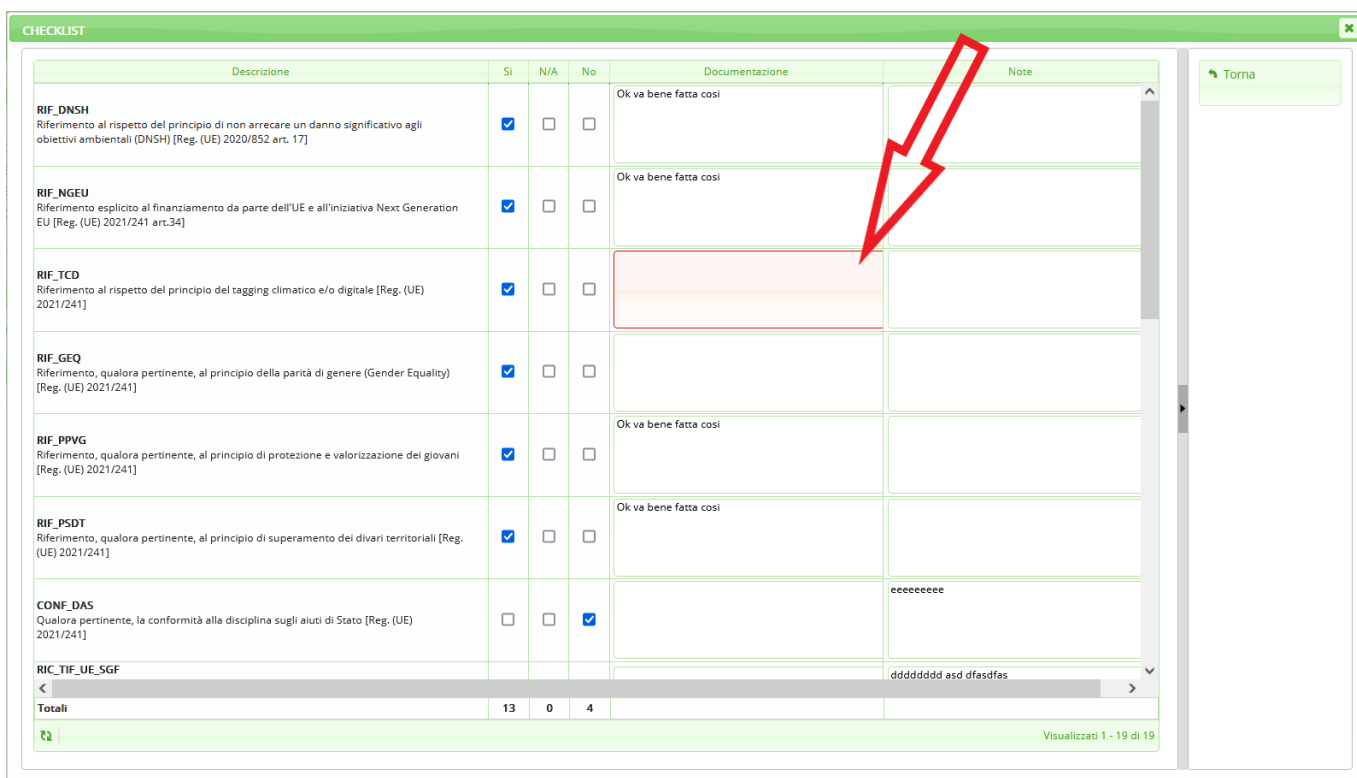 CHECKLIST
Descrizione Si N/A No Documentazione Note
Torna
RIF_DNSH
Riferimento al rispetto del principio di non arrecare un danno significativo agli
obiettivi ambientali (DNSH) [Reg. (UE) 2020/852 art. 17]
Ok va bene fatta cosi
RIF_NGEU
Riferimento esplicito al finanziamento da parte dell'UE e all'iniziativa Next Generation
EU [Reg. (UE) 2021/241 art.34]
Ok va bene fatta cosi
RIF_TCD
Riferimento al rispetto del principio del tagging climatico e/o digitale [Reg. (UE)
2021/241]
RIF_GEQ
Riferimento, qualora pertinente, al principio della parità di genere (Gender Equality)
[Reg. (UE) 2021/241]
RIF_PPVG
Riferimento, qualora pertinente, al principio di protezione e valorizzazione dei giovani
[Reg. (UE) 2021/241]
Ok va bene fatta cosi
RIF_PSDT
Riferimento, qualora pertinente, al principio di superamento dei divari territoriali [Reg.
(UE) 2021/241]
Ok va bene fatta cosi
CONF_DAS
Qualora pertinente, la conformità alla disciplina sugli aiuti di Stato [Reg. (UE)
2021/241]
eeeeeeeee
RIC_TIF_UE_SGF
dddddddd asd dfasdfas
Totali 13 0 4
Visualizzati 1 - 19 di 19